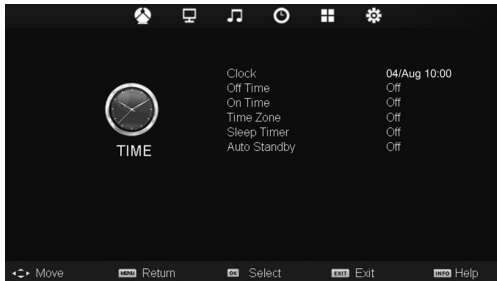 Clock 04/Aug 10:00
Off Time Off
On Time Off
Time Zone Off
Sleep Timer Off
Auto Standby Off
TIME
Move MENU Return OK Select EXIT Exit INFO Help